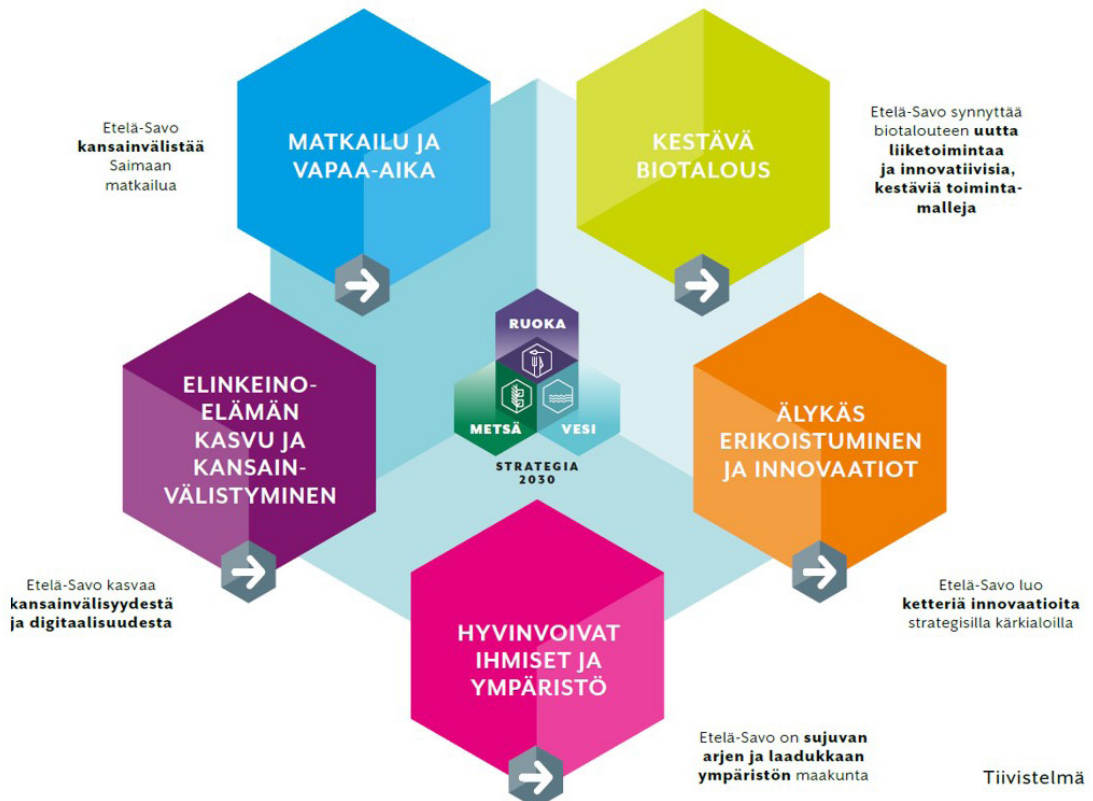 Etelä-Savo
kansainvälistää
Saimaan
matkailua
MATKAILU JA
VAPAA-AIKA
KESTÄVÄ
BIOTALOUS
Etelä-Savo synnyttää
biotalouteen uutta
liiketoimintaa
ja innovatiivisia,
kestäviä toiminta-
malleja
RUOKA
METSÄ
VESI
STRATEGIA
2030
ELINKEINO-
ELÄMÄN
KASVU JA
KANSAIN-
VÄLISTYMINEN
ÄLYKÄS
ERIKOISTUMINEN
JA INNOVAATIOT
Etelä-Savo kasvaa
kansainvälisyydestä
ja digitaalisuudesta
Etelä-Savo luo
ketteriä innovaatioita
strategisilla kärkialoilla
HYVINVOIVAT
IHMISET JA
YMPÄRISTÖ
Etelä-Savo on sujuvan
arjen ja laadukkaan
ympäristön maakunta
Tiivistelmä